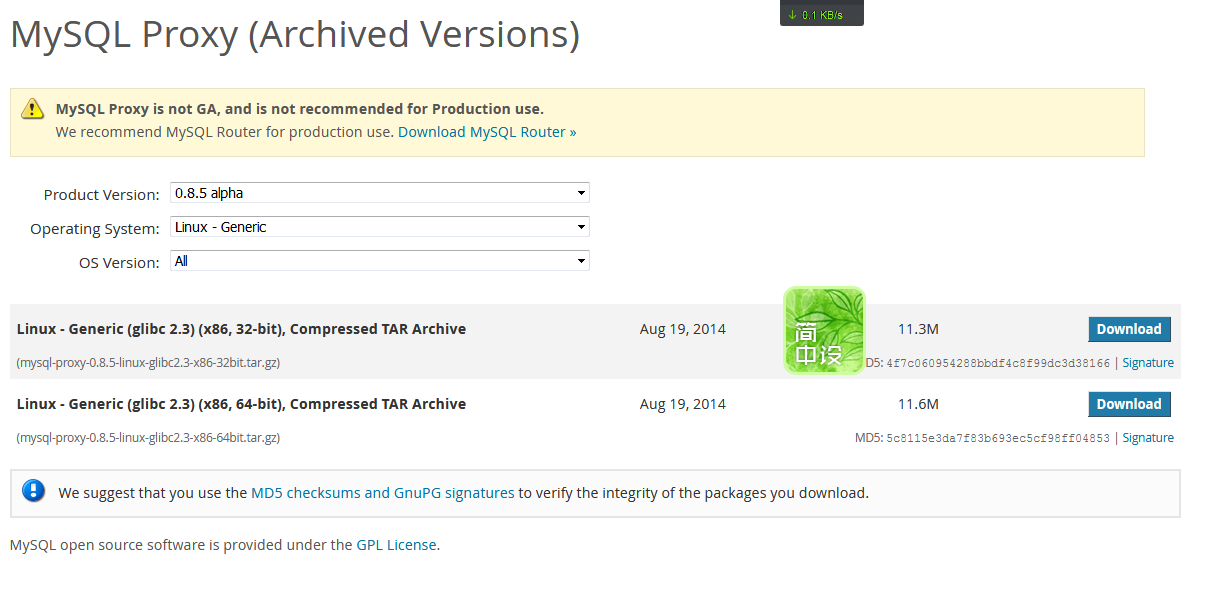 ↓ 0.1 KB/s
MySQL Proxy (Archived Versions)
MySQL Proxy is not GA, and is not recommended for Production use.
We recommend MySQL Router for production use. Download MySQL Router »
Product Version: 0.8.5 alpha
Operating System: Linux - Generic
OS Version: All
Linux - Generic (glibc 2.3) (x86, 32-bit), Compressed TAR Archive Aug 19, 2014 11.3M Download
简
中设
(mysql-proxy-0.8.5-linux-glibc2.3-x86-32bit.tar.gz) D5: 4f7c060954288bbdf4c8f99dc3d38166 | Signature
Linux - Generic (glibc 2.3) (x86, 64-bit), Compressed TAR Archive Aug 19, 2014 11.6M Download
(mysql-proxy-0.8.5-linux-glibc2.3-x86-64bit.tar.gz) MD5: 5c8115e3da7f83b693ec5cf98ff04853 | Signature
We suggest that you use the MD5 checksums and GnuPG signatures to verify the integrity of the packages you download.
MySQL open source software is provided under the GPL License.